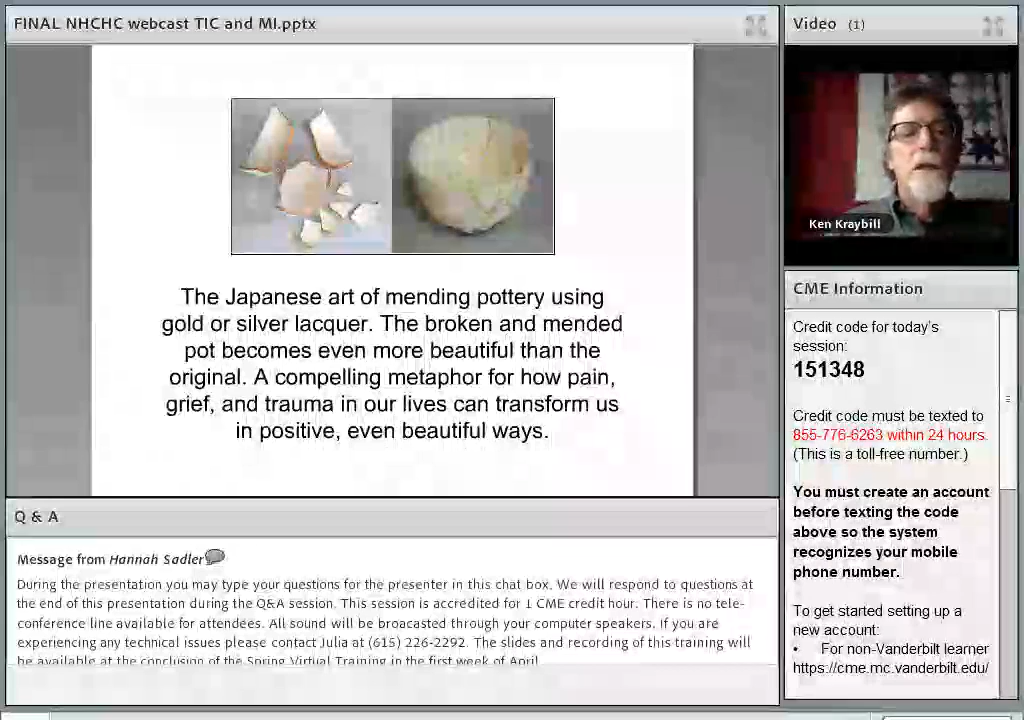 FINAL NHCHC webcast TIC and MI.pptx
The Japanese art of mending pottery using
gold or silver lacquer. The broken and mended
pot becomes even more beautiful than the
original. A compelling metaphor for how pain,
grief, and trauma in our lives can transform us
in positive, even beautiful ways.
Q & A
Message from Hannah Sadler
During the presentation you may type your questions for the presenter in this chat box. We will respond to questions at
the end of this presentation during the Q&A session. This session is accredited for 1 CME credit hour. There is no tele-
conference line available for attendees. All sound will be broacasted through your computer speakers. If you are
experiencing any technical issues please contact Julia at (615) 226-2292. The slides and recording of this training will
be available at the conclusion of the Spring Virtual Training in the first week of April.
Video (1)
Ken Kraybill
CME Information
Credit code for today's
session:
151348
Credit code must be texted to
855-776-6263 within 24 hours.
(This is a toll-free number.)
You must create an account
before texting the code
above so the system
recognizes your mobile
phone number.
To get started setting up a
new account:
• For non-Vanderbilt learner
https://cme.mc.vanderbilt.edu/